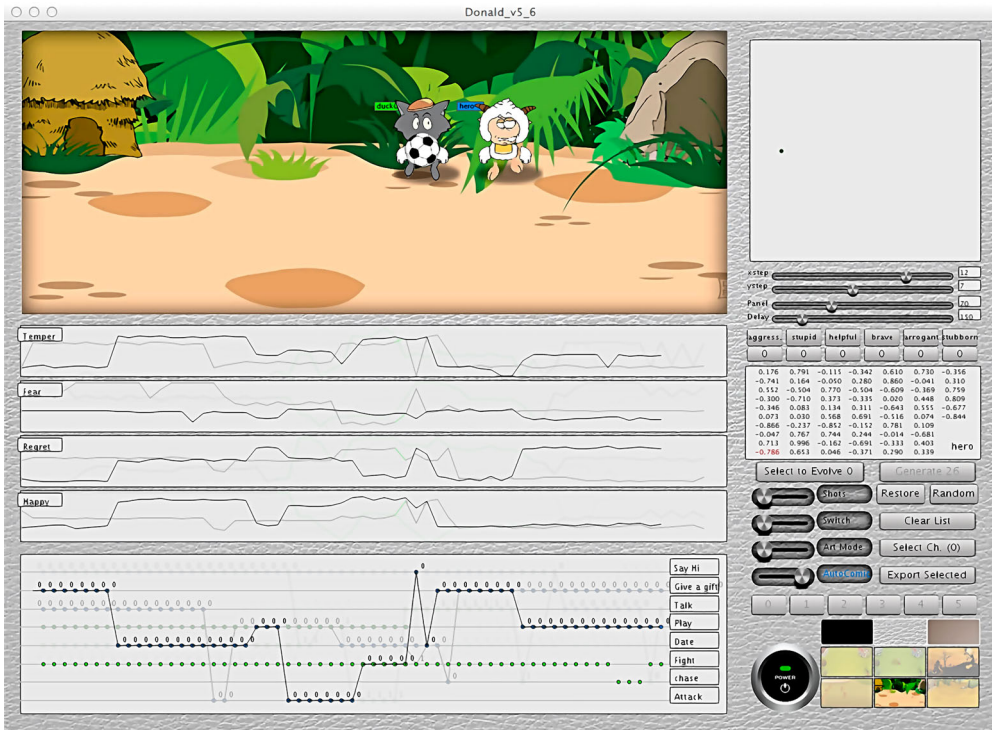 Donald_v5_6
duck
hero
xstep 12
ystep 7
Panel 70
Delay 150
Temper
Fear
Regret
Happy
aggress. stupid helpful brave arrogant stubborn
0 0 0 0 0 0
0.176 0.791 -0.115 -0.342 0.610 0.730 -0.356
-0.741 0.164 -0.050 0.280 0.860 -0.041 0.310
0.552 -0.504 0.770 -0.504 -0.609 -0.369 0.759
-0.300 -0.710 0.373 -0.335 0.020 0.448 0.809
-0.346 0.083 0.134 0.311 -0.643 0.555 -0.677
0.073 0.030 0.568 0.691 -0.516 0.074 -0.844
-0.866 -0.237 -0.852 -0.152 0.781 0.109
-0.047 0.767 0.744 0.244 -0.014 -0.681
0.713 0.996 -0.162 -0.691 -0.333 0.403
-0.786 0.653 0.046 -0.371 0.290 0.339
hero
Select to Evolve 0 Generate 26
Shots Restore Random
Switch Clear List
Art Mode Select Ch. (0)
AutoComp Export Selected
0 1 2 3 4 5
POWER
Say Hi
Give a gift
Talk
Play
Date
Fight
chase
Attack